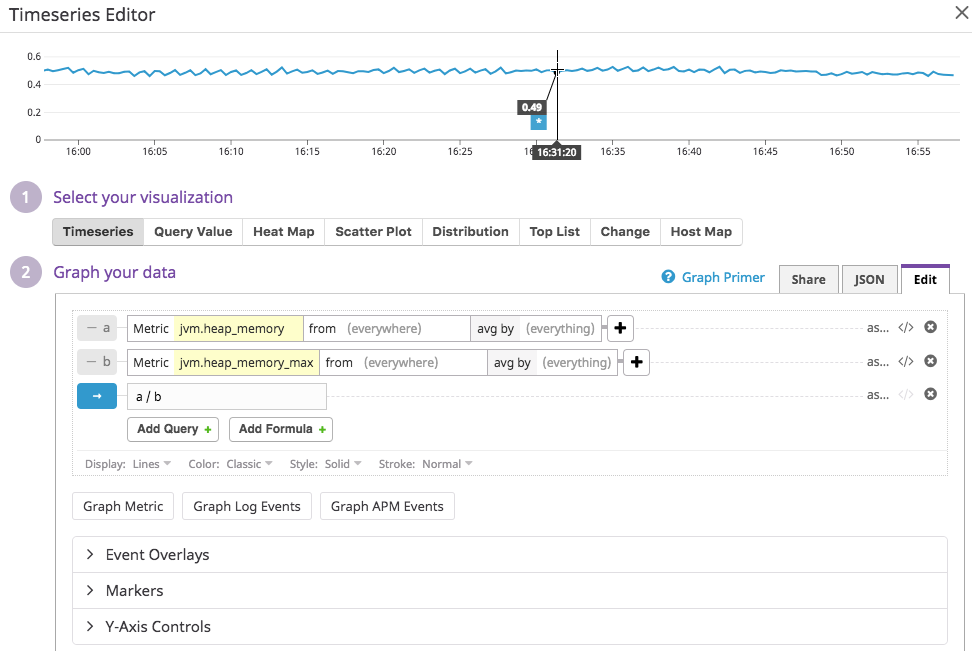 Timeseries Editor
0.6
0.4
0.2
0
0.49
*
16:00 16:05 16:10 16:15 16:20 16:25 16:31:20 16:35 16:40 16:45 16:50 16:55
1 Select your visualization
Timeseries Query Value Heat Map Scatter Plot Distribution Top List Change Host Map
2 Graph your data
? Graph Primer Share JSON Edit
— a Metric jvm.heap_memory from (everywhere) avg by (everything) + as... </>
— b Metric jvm.heap_memory_max from (everywhere) avg by (everything) + as... </>
→ a / b as... </>
Add Query + Add Formula +
Display: Lines Color: Classic Style: Solid Stroke: Normal
Graph Metric Graph Log Events Graph APM Events
Event Overlays
Markers
Y-Axis Controls